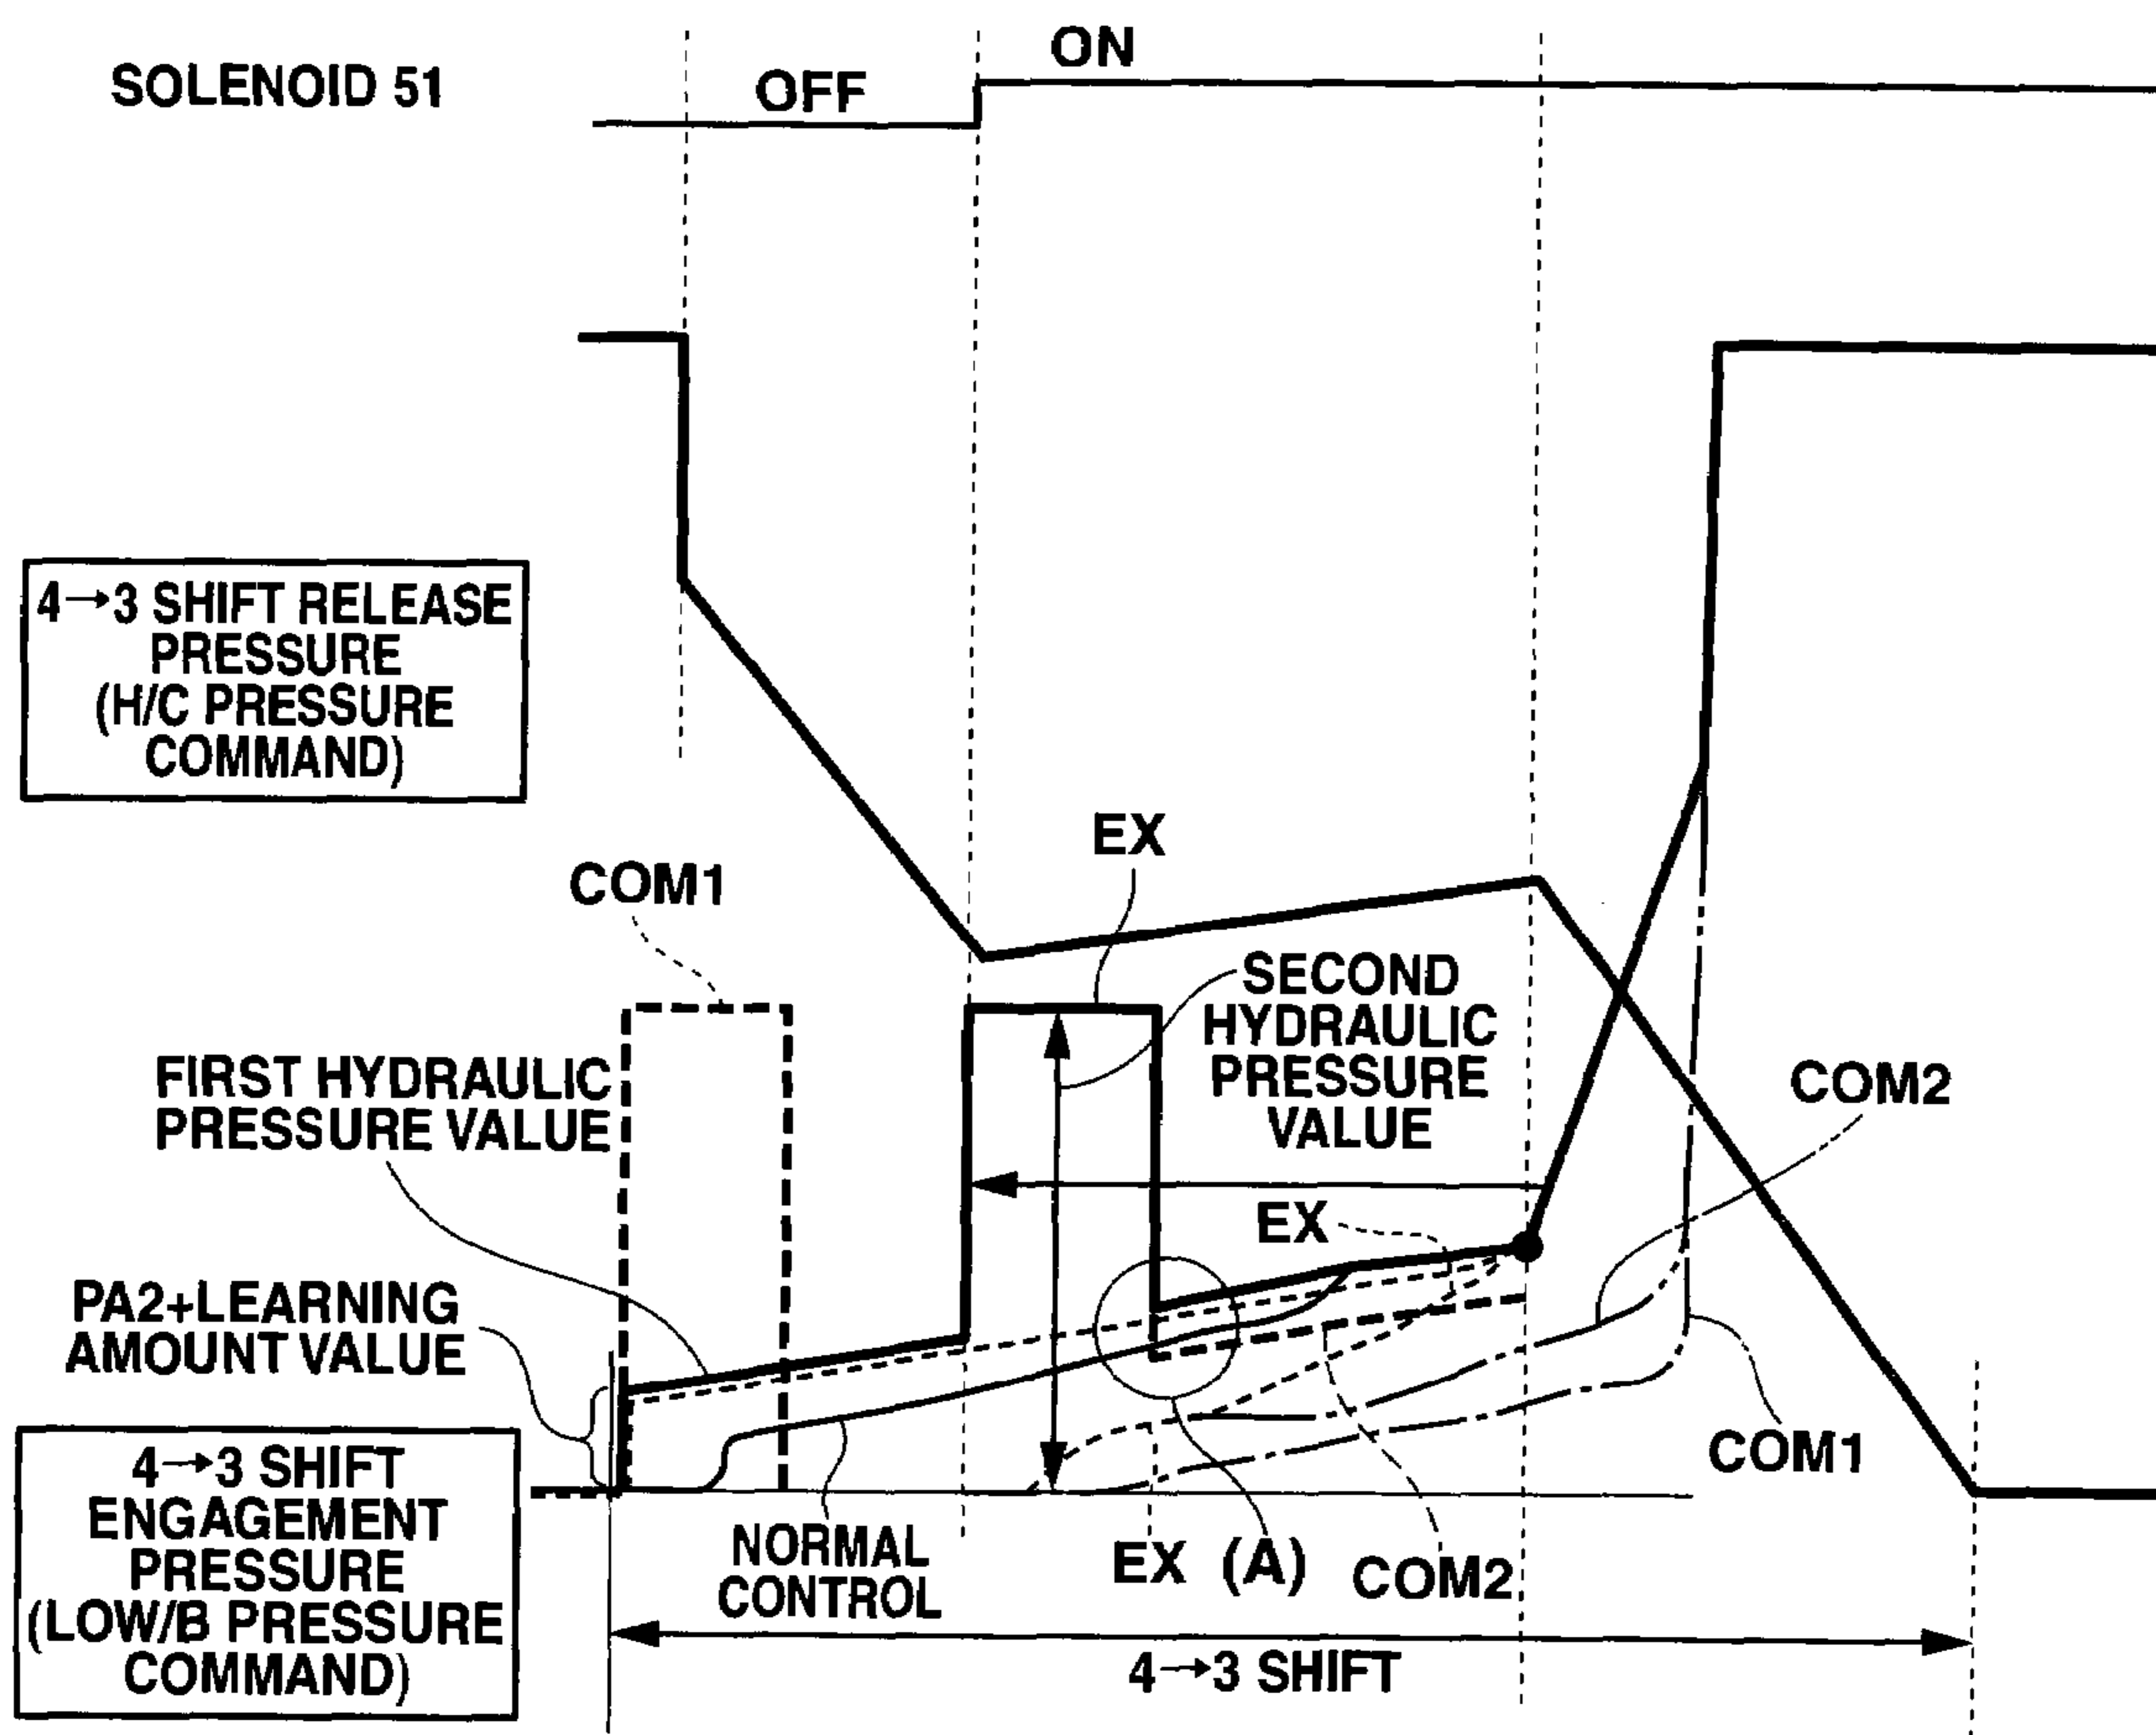 ON
SOLENOID 51
OFF
4→3 SHIFT RELEASE
PRESSURE
(H/C PRESSURE
COMMAND)
EX
COM1
SECOND
HYDRAULIC
PRESSURE
VALUE
FIRST HYDRAULIC
PRESSURE VALUE
COM2
EX
PA2+LEARNING
AMOUNT VALUE
COM1
4→3 SHIFT
ENGAGEMENT
PRESSURE
(LOW/B PRESSURE
COMMAND)
NORMAL
CONTROL
EX (A)
COM2
4→3 SHIFT